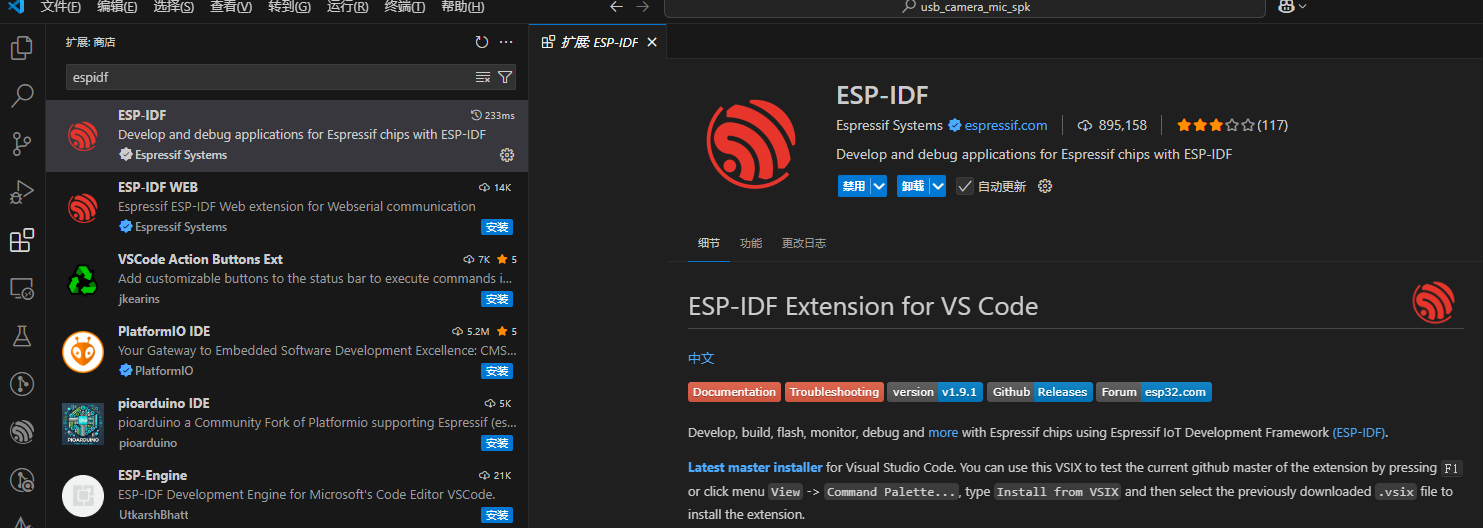 文件(F) 编辑(E) 选择(S) 查看(V) 转到(G) 运行(R) 终端(T) 帮助(H)
usb_camera_mic_spk
扩展: 商店
espidf
ESP-IDF 233ms
Develop and debug applications for Espressif chips with ESP-IDF
Espressif Systems
ESP-IDF WEB 14K
Espressif ESP-IDF Web extension for Webserial communication
Espressif Systems 安装
VSCode Action Buttons Ext 7K 5
Add customizable buttons to the status bar to execute commands i...
jkearins 安装
PlatformIO IDE 5.2M 5
Your Gateway to Embedded Software Development Excellence: CMS...
PlatformIO 安装
PIOARDUINO
pioarduino IDE 5K
pioarduino a Community Fork of Platformio supporting Espressif (es...
pioarduino 安装
ESP-Engine 21K
ESP-IDF Development Engine for Microsoft's Code Editor VSCode.
UtkarshBhatt 安装
扩展: ESP-IDF
ESP-IDF
Espressif Systems espressif.com 895,158 (117)
Develop and debug applications for Espressif chips with ESP-IDF
禁用 卸载 自动更新
细节 功能 更改日志
ESP-IDF Extension for VS Code
中文
Documentation Troubleshooting version v1.9.1 Github Releases Forum esp32.com
Develop, build, flash, monitor, debug and more with Espressif chips using Espressif IoT Development Framework (ESP-IDF).
Latest master installer for Visual Studio Code. You can use this VSIX to test the current github master of the extension by pressing F1
or click menu View -> Command Palette..., type Install from VSIX and then select the previously downloaded .vsix file to
install the extension.